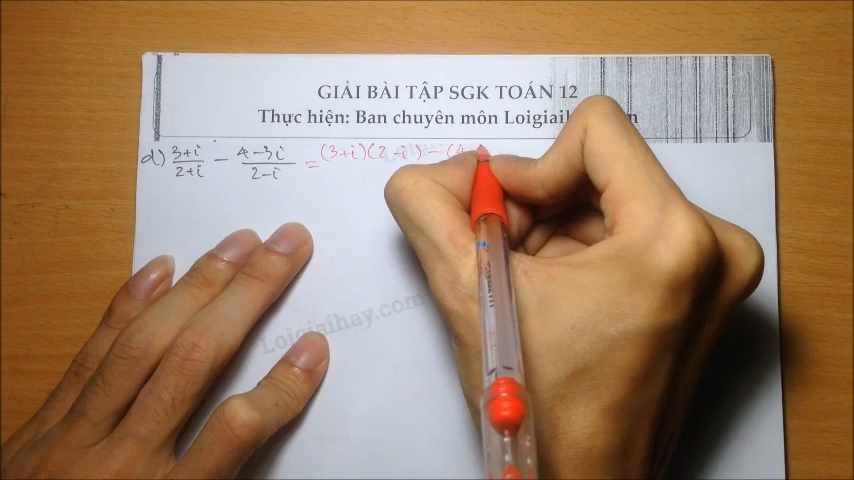 GIẢI BÀI TẬP SGK TOÁN 12
Thực hiện: Ban chuyên môn Loigiaih n
d) (3+i)/(2+i) - (4-3i)/(2-i) = (3+i)(2-i) - (4
Loigiaihay.com